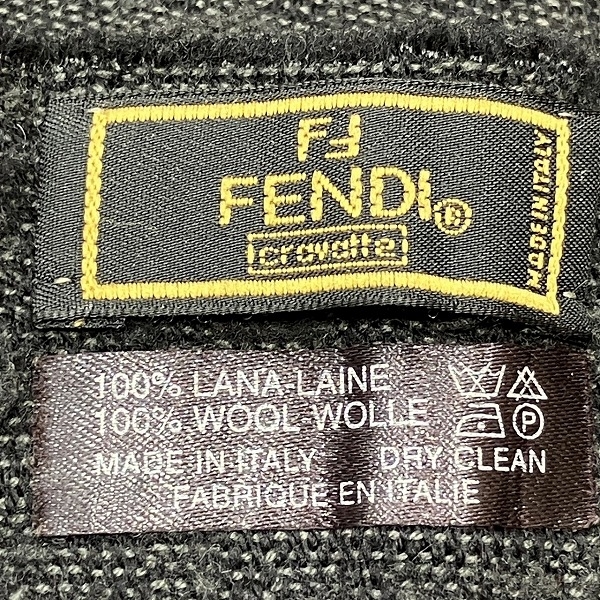 FF
FENDI®
cravatte
MADE IN ITALY
100% LANA-LAINE
100% WOOL WOLLE
MADE IN ITALY DRY CLEAN
FABRIQUE EN ITALIE
P